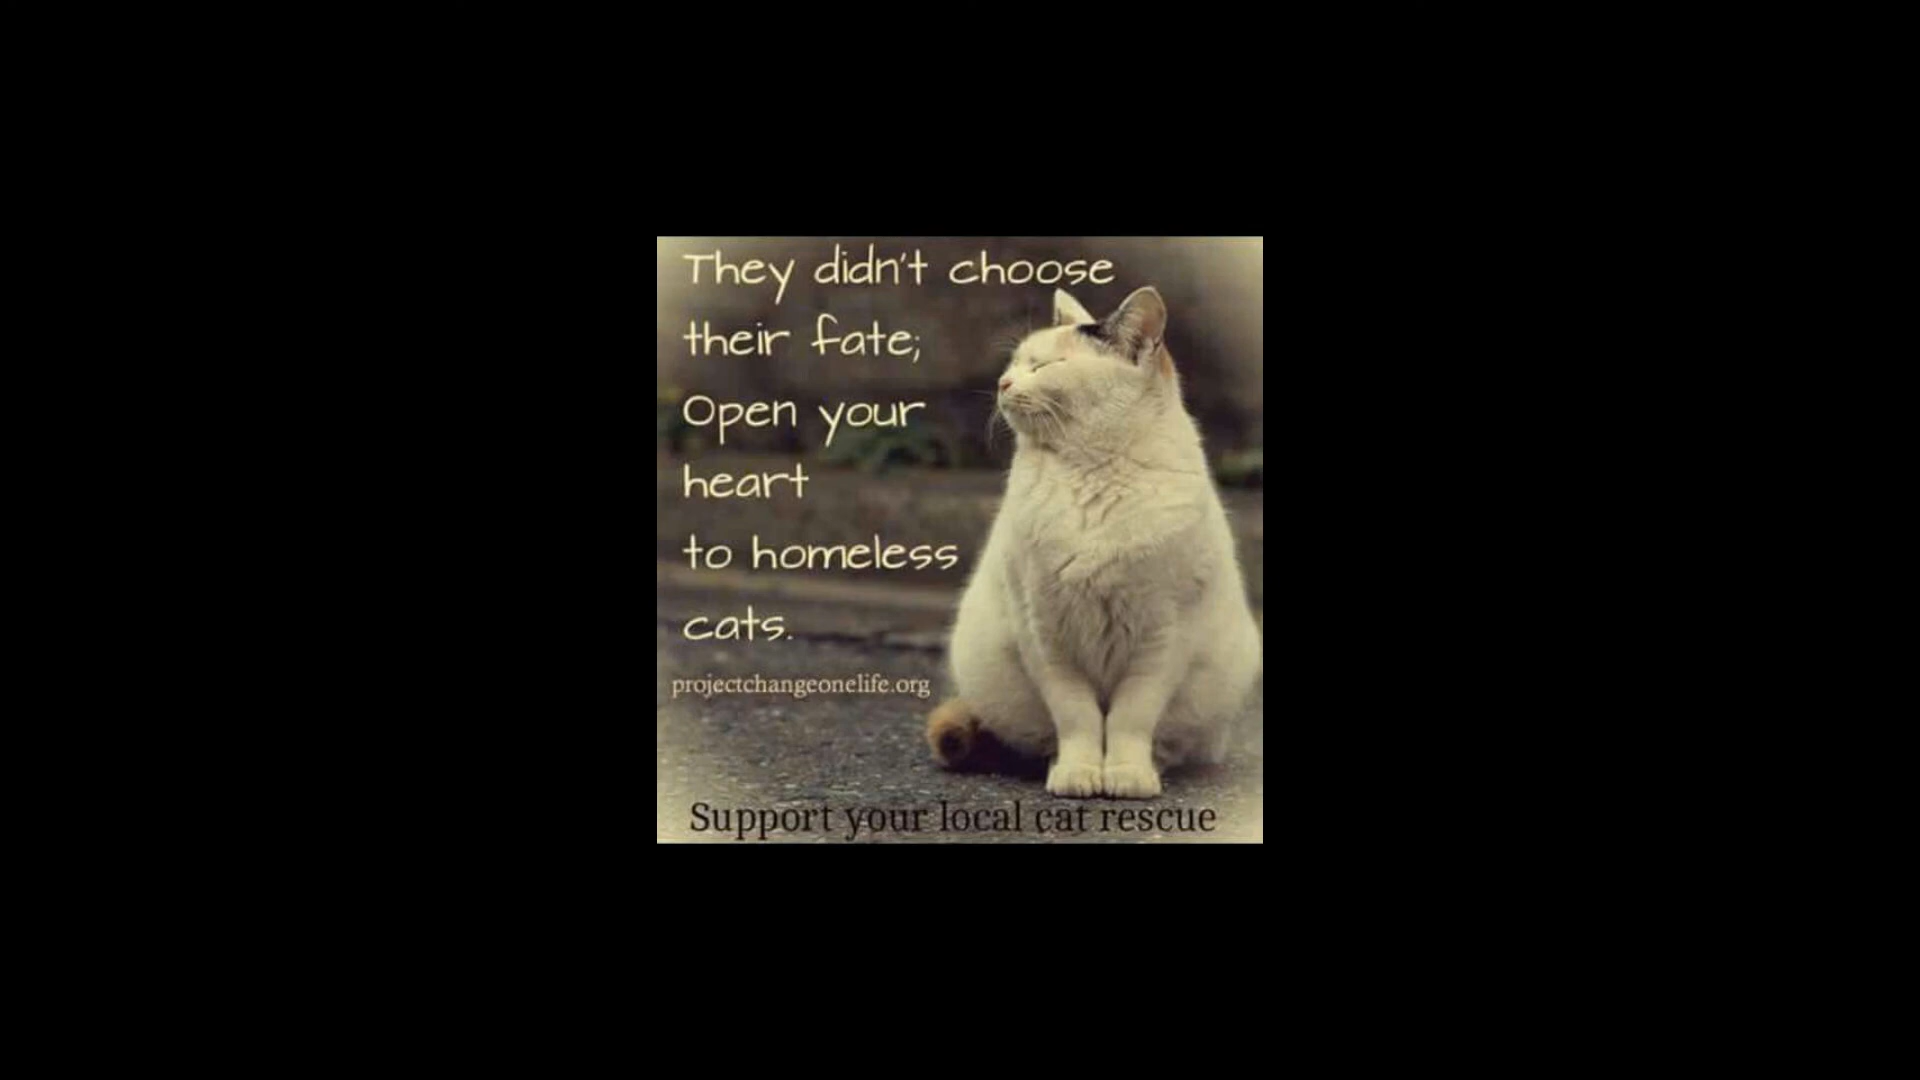 They didn't choose
their fate;
Open your
heart
to homeless
cats.
projectchangeonelife.org
Support your local cat rescue